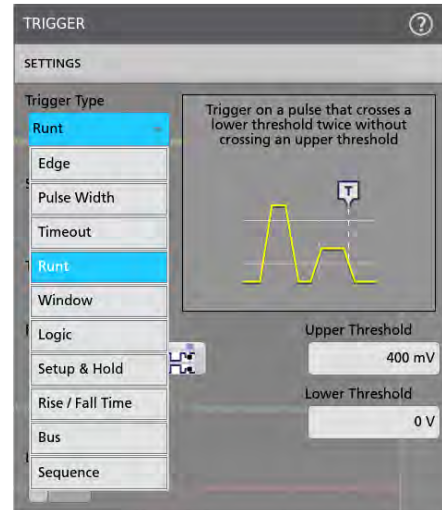 TRIGGER
?
SETTINGS
Trigger Type
Runt
Edge
Pulse Width
Timeout
Runt
Window
Logic
Setup & Hold
Rise / Fall Time
Bus
Sequence
Trigger on a pulse that crosses a
lower threshold twice without
crossing an upper threshold
T
Upper Threshold
400 mV
Lower Threshold
0 V